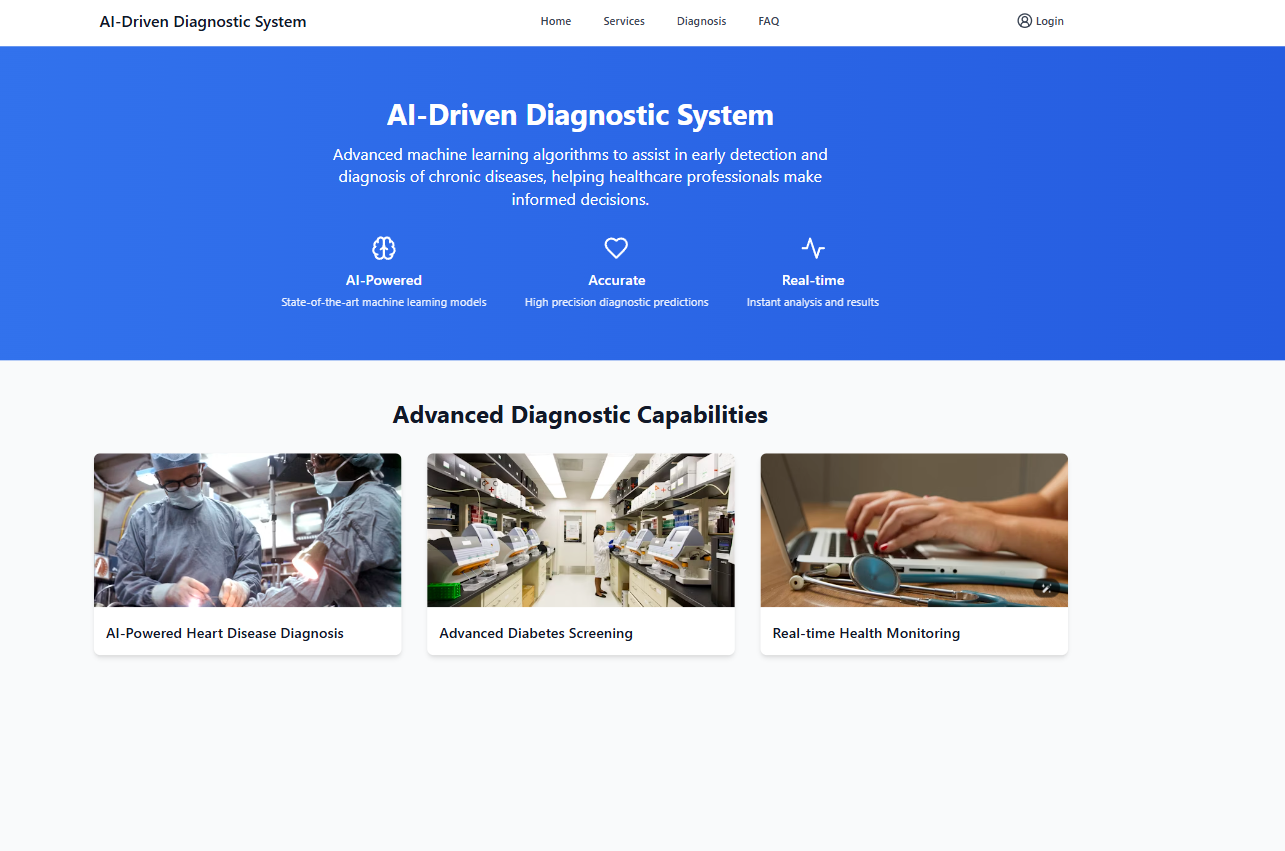 AI-Driven Diagnostic System
Home
Services
Diagnosis
FAQ
Login
AI-Driven Diagnostic System
Advanced machine learning algorithms to assist in early detection and
diagnosis of chronic diseases, helping healthcare professionals make
informed decisions.
AI-Powered
State-of-the-art machine learning models
Accurate
High precision diagnostic predictions
Real-time
Instant analysis and results
Advanced Diagnostic Capabilities
AI-Powered Heart Disease Diagnosis
Advanced Diabetes Screening
Real-time Health Monitoring